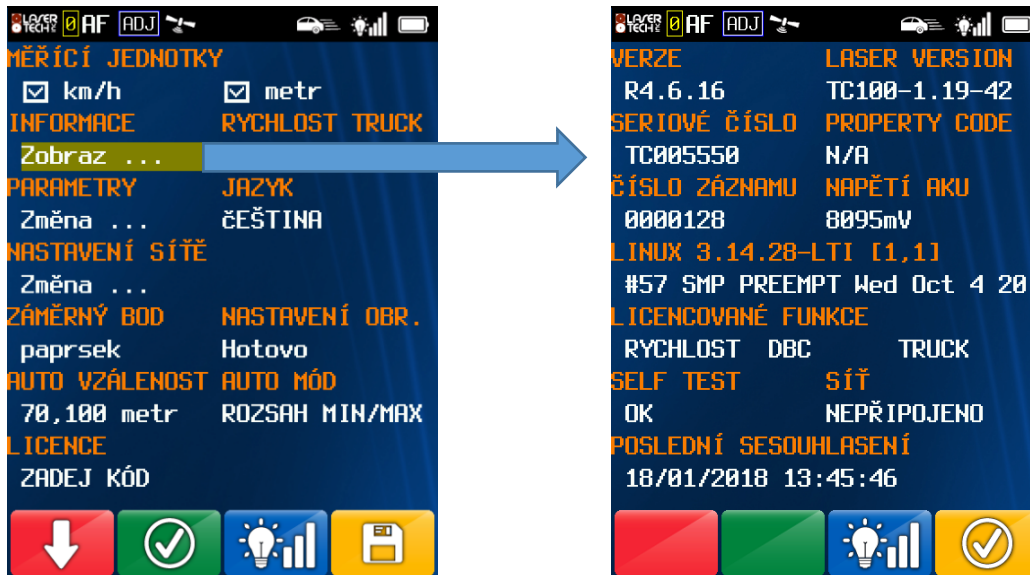 LASER TECH 0 AF ADJ
MĚŘÍCÍ JEDNOTKY
km/h metr
INFORMACE RYCHLOST TRUCK
Zobraz ...
PARAMETRY JAZYK
Změna ... čEŠTINA
NASTAVENÍ SÍŤĚ
Změna ...
ZÁMĚRNÝ BOD NASTAVENÍ OBR.
paprsek Hotovo
AUTO VZÁLENOST AUTO MÓD
70,100 metr ROZSAH MIN/MAX
LICENCE
ZADEJ KÓD
LASER TECH 0 AF ADJ
VERZE LASER VERSION
R4.6.16 TC100-1.19-42
SERIOVÉ ČÍSLO PROPERTY CODE
TC005550 N/A
ČÍSLO ZÁZNAMU NAPĚTÍ AKU
0000128 8095mV
LINUX 3.14.28-LTI [1,1]
#57 SMP PREEMPT Wed Oct 4 20
LICENCOVANÉ FUNKCE
RYCHLOST DBC TRUCK
SELF TEST SÍŤ
OK NEPŘIPOJENO
POSLEDNÍ SESOUHLASENÍ
18/01/2018 13:45:46